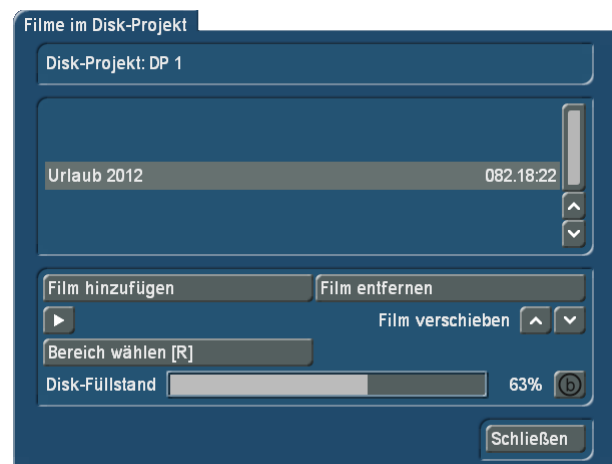 Filme im Disk-Projekt
Disk-Projekt: DP 1
Urlaub 2012 082.18:22
Film hinzufügen Film entfernen
Film verschieben
Bereich wählen [R]
Disk-Füllstand 63% b
Schließen